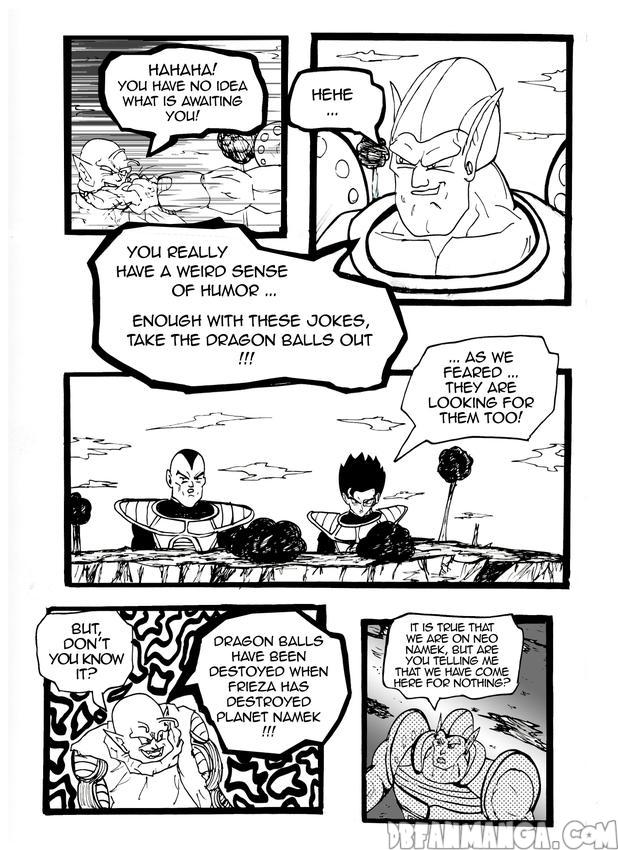 HAHAHA!
YOU HAVE NO IDEA
WHAT IS AWAITING
YOU!
HEHE
...
YOU REALLY
HAVE A WEIRD SENSE
OF HUMOR ...
ENOUGH WITH THESE JOKES,
TAKE THE DRAGON BALLS OUT
!!!
... AS WE
FEARED ...
THEY ARE
LOOKING FOR
THEM TOO!
BUT,
DON'T
YOU KNOW
IT?
DRAGON BALLS
HAVE BEEN
DESTOYED WHEN
FRIEZA HAS
DESTROYED
PLANET NAMEK
!!!
IT IS TRUE THAT
WE ARE ON NEO
NAMEK, BUT ARE
YOU TELLING ME
THAT WE HAVE COME
HERE FOR NOTHING?
DBFANMANGA.COM